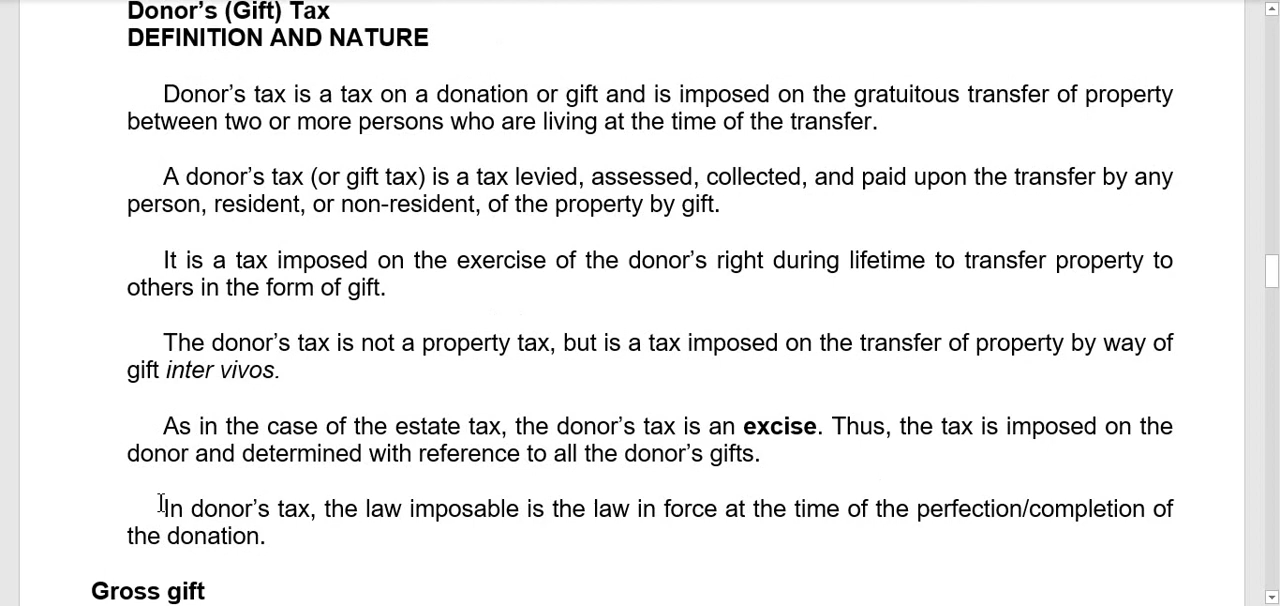 Donor’s (Gift) Tax
DEFINITION AND NATURE
Donor’s tax is a tax on a donation or gift and is imposed on the gratuitous transfer of property
between two or more persons who are living at the time of the transfer.
A donor’s tax (or gift tax) is a tax levied, assessed, collected, and paid upon the transfer by any
person, resident, or non-resident, of the property by gift.
It is a tax imposed on the exercise of the donor’s right during lifetime to transfer property to
others in the form of gift.
The donor’s tax is not a property tax, but is a tax imposed on the transfer of property by way of
gift inter vivos.
As in the case of the estate tax, the donor’s tax is an excise. Thus, the tax is imposed on the
donor and determined with reference to all the donor’s gifts.
In donor’s tax, the law imposable is the law in force at the time of the perfection/completion of
the donation.
Gross gift